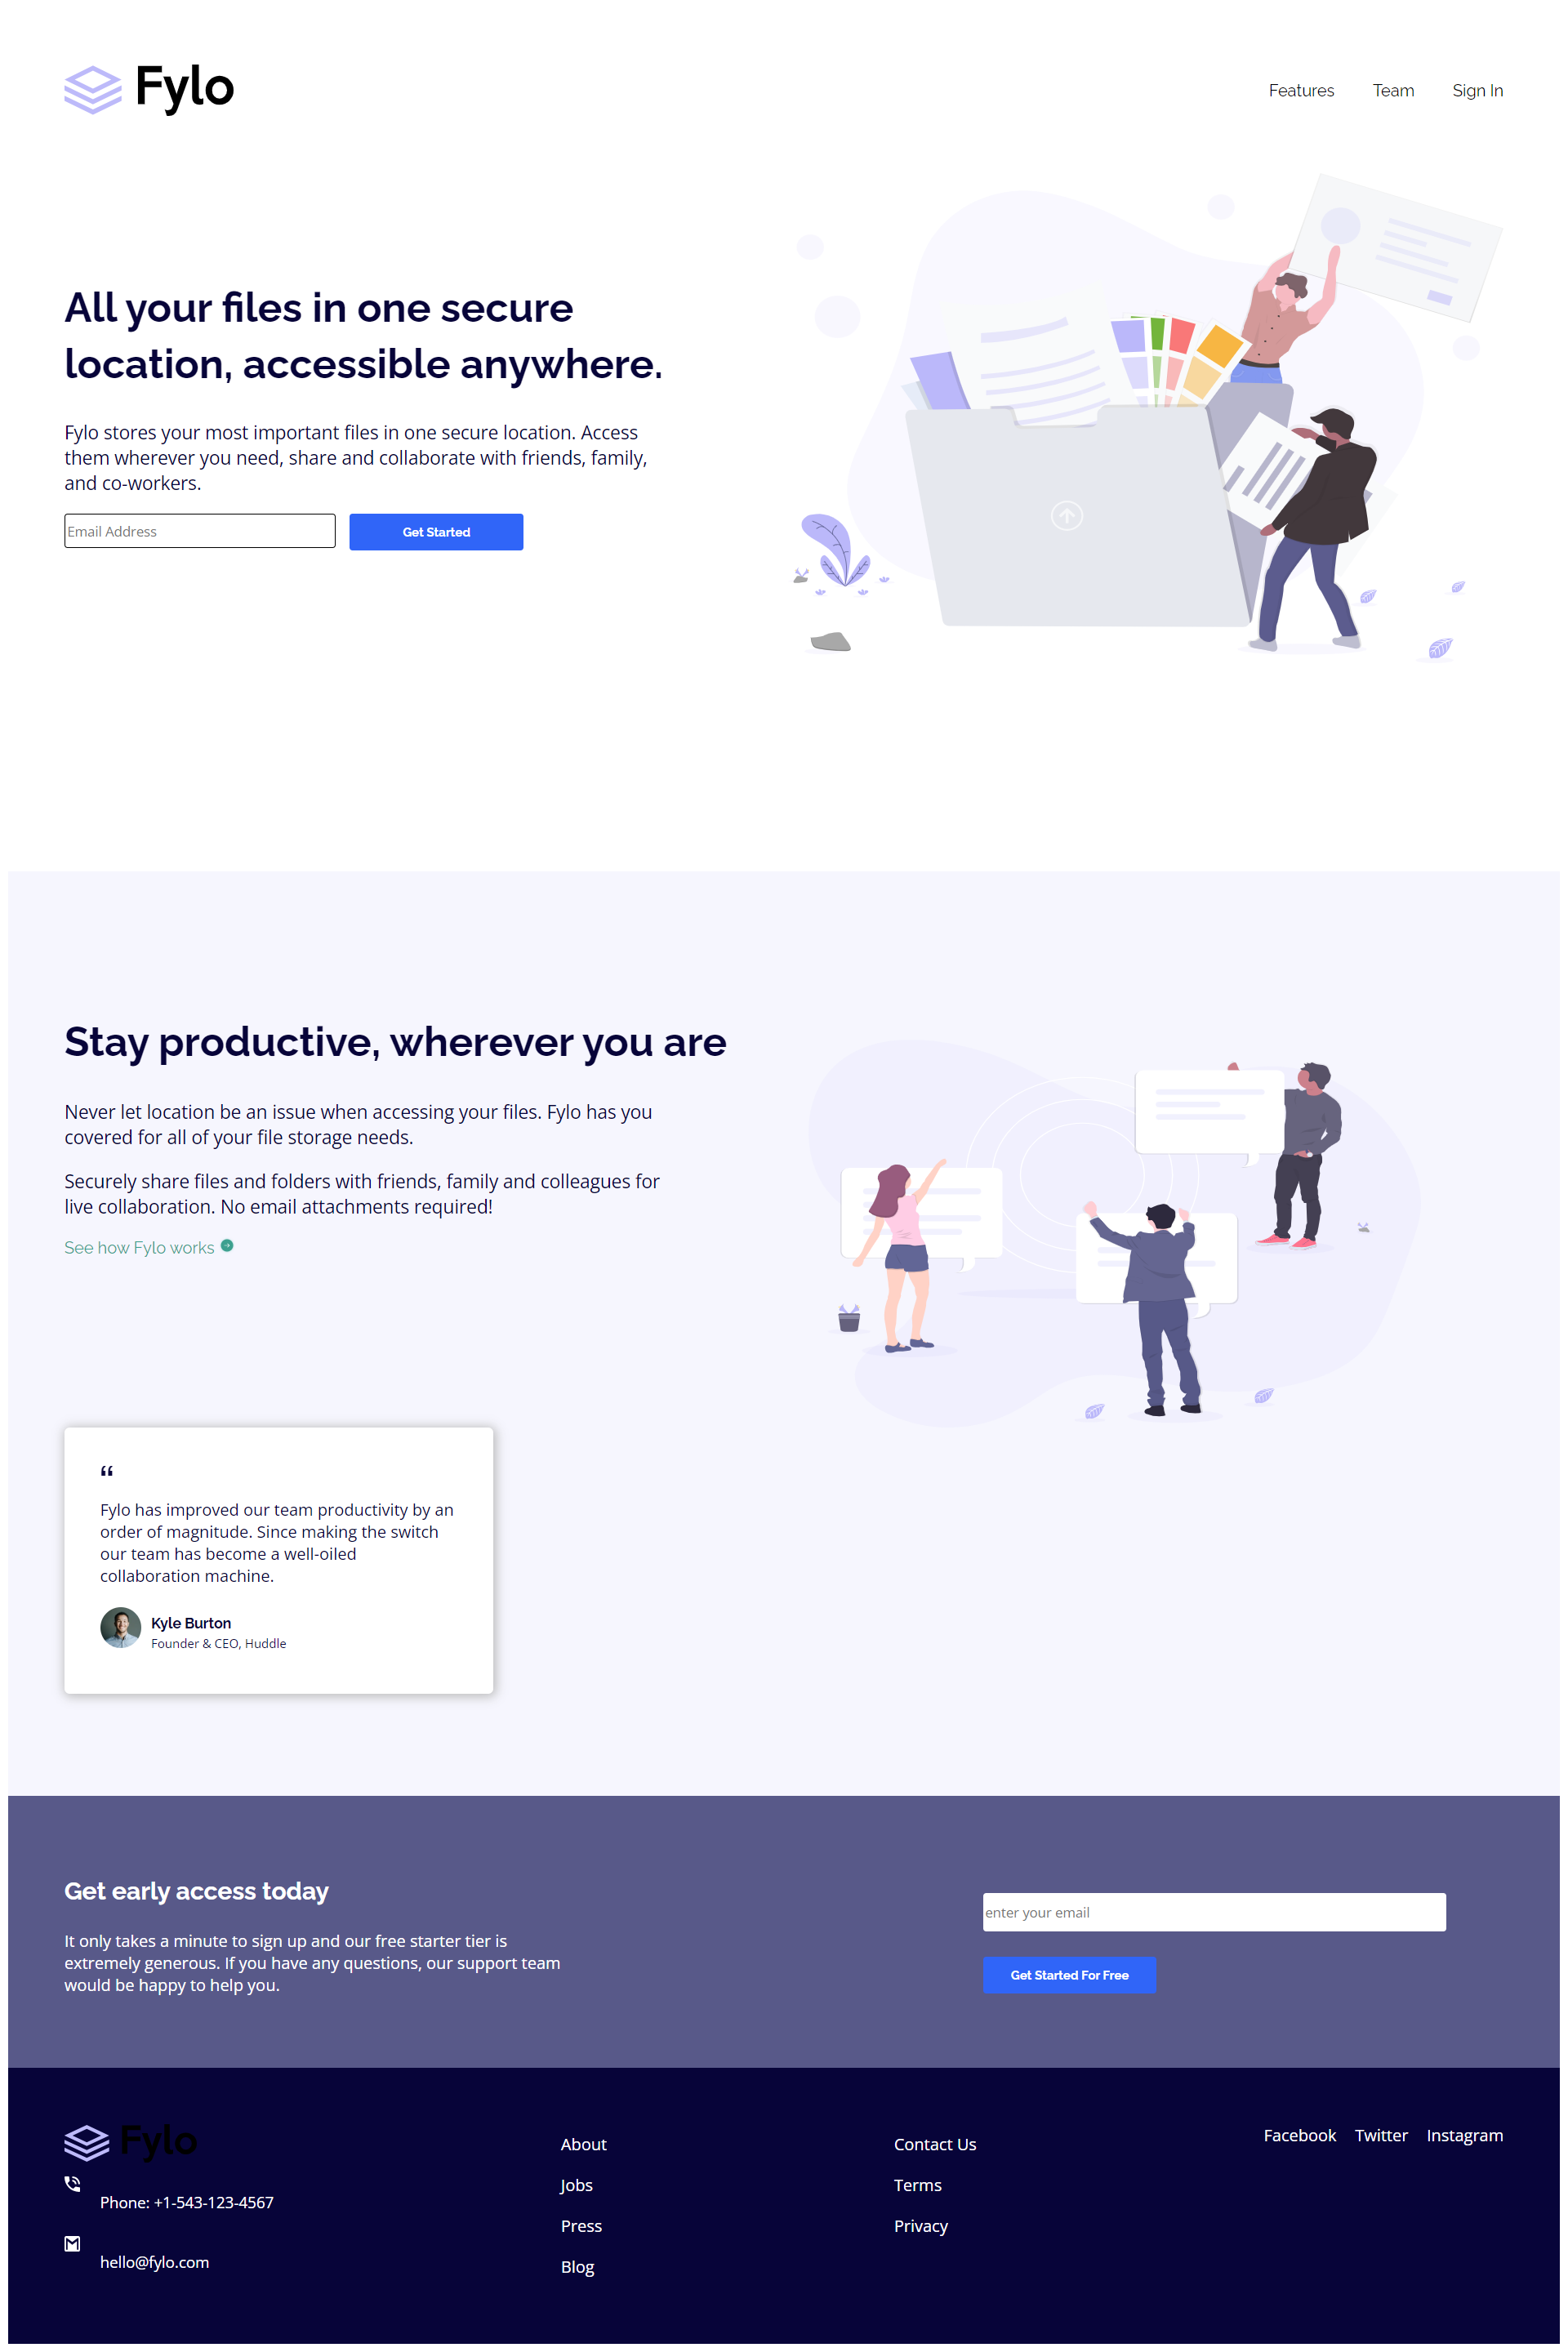 Fylo
Features Team Sign In
All your files in one secure
location, accessible anywhere.
Fylo stores your most important files in one secure location. Access
them wherever you need, share and collaborate with friends, family,
and co-workers.
Email Address Get Started
Stay productive, wherever you are
Never let location be an issue when accessing your files. Fylo has you
covered for all of your file storage needs.
Securely share files and folders with friends, family and colleagues for
live collaboration. No email attachments required!
See how Fylo works
“
Fylo has improved our team productivity by an
order of magnitude. Since making the switch
our team has become a well-oiled
collaboration machine.
Kyle Burton
Founder & CEO, Huddle
Get early access today
It only takes a minute to sign up and our free starter tier is
extremely generous. If you have any questions, our support team
would be happy to help you.
enter your email
Get Started For Free
Fylo
Phone: +1-543-123-4567
hello@fylo.com
About
Jobs
Press
Blog
Contact Us
Terms
Privacy
Facebook Twitter Instagram